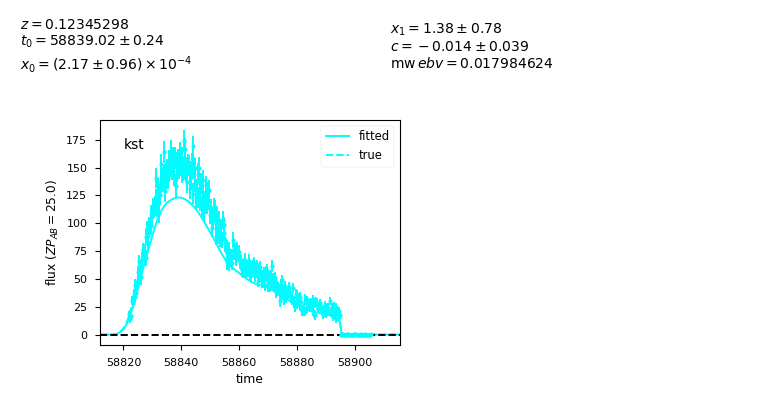 z = 0.12345298
t₀ = 58839.02 ± 0.24
x₀ = (2.17 ± 0.96) × 10⁻⁴
x₁ = 1.38 ± 0.78
c = −0.014 ± 0.039
mw ebv = 0.017984624
kst
fitted
true
175
150
125
100
75
50
25
0
flux (ZP_AB = 25.0)
58820 58840 58860 58880 58900
time